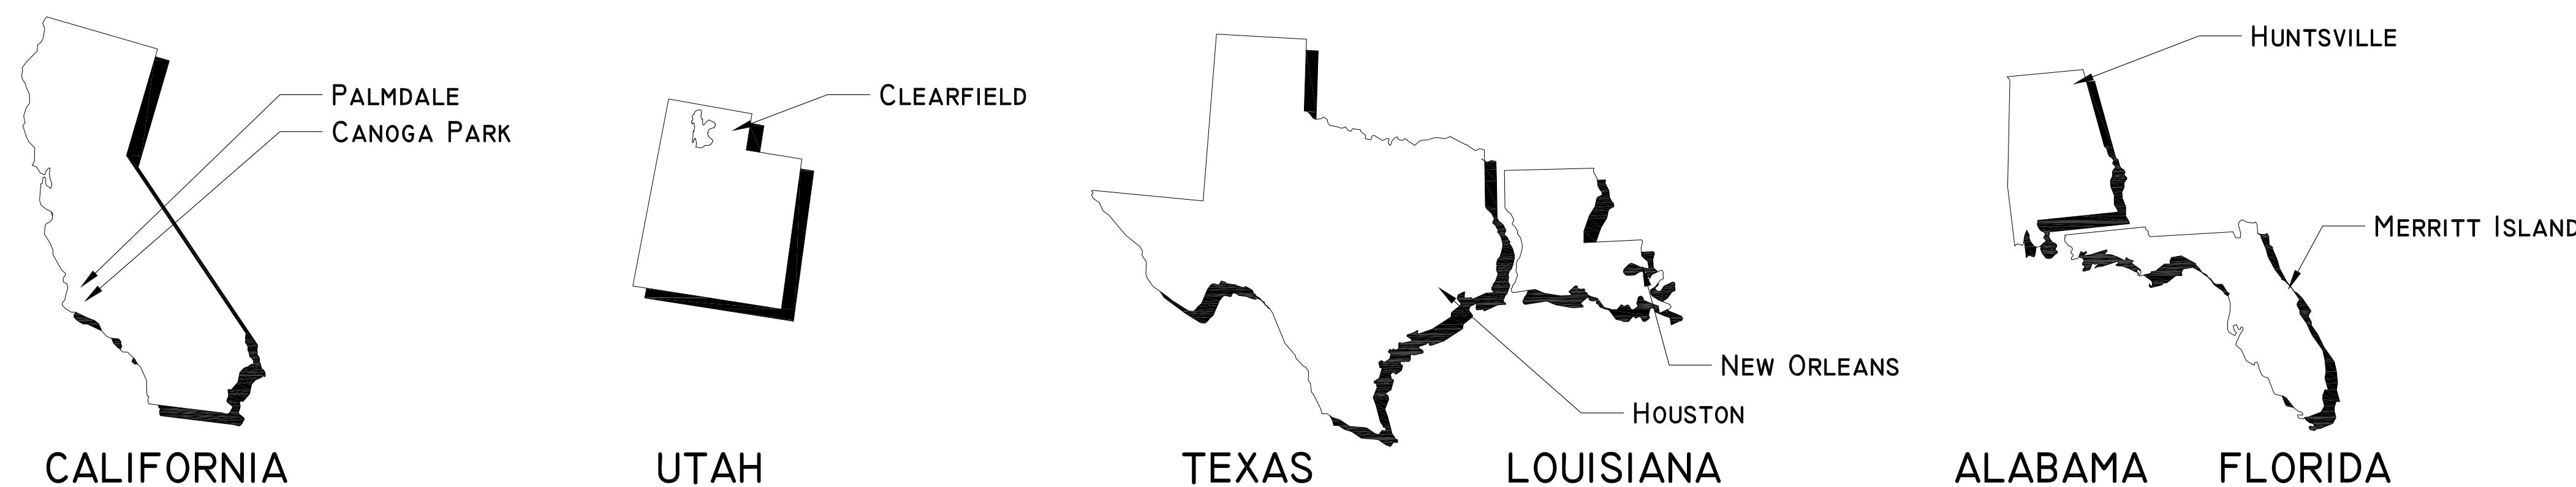 PALMDALE
CANOGA PARK
CLEARFIELD
HUNTSVILLE
MERRITT ISLAND
NEW ORLEANS
HOUSTON
CALIFORNIA
UTAH
TEXAS
LOUISIANA
ALABAMA
FLORIDA